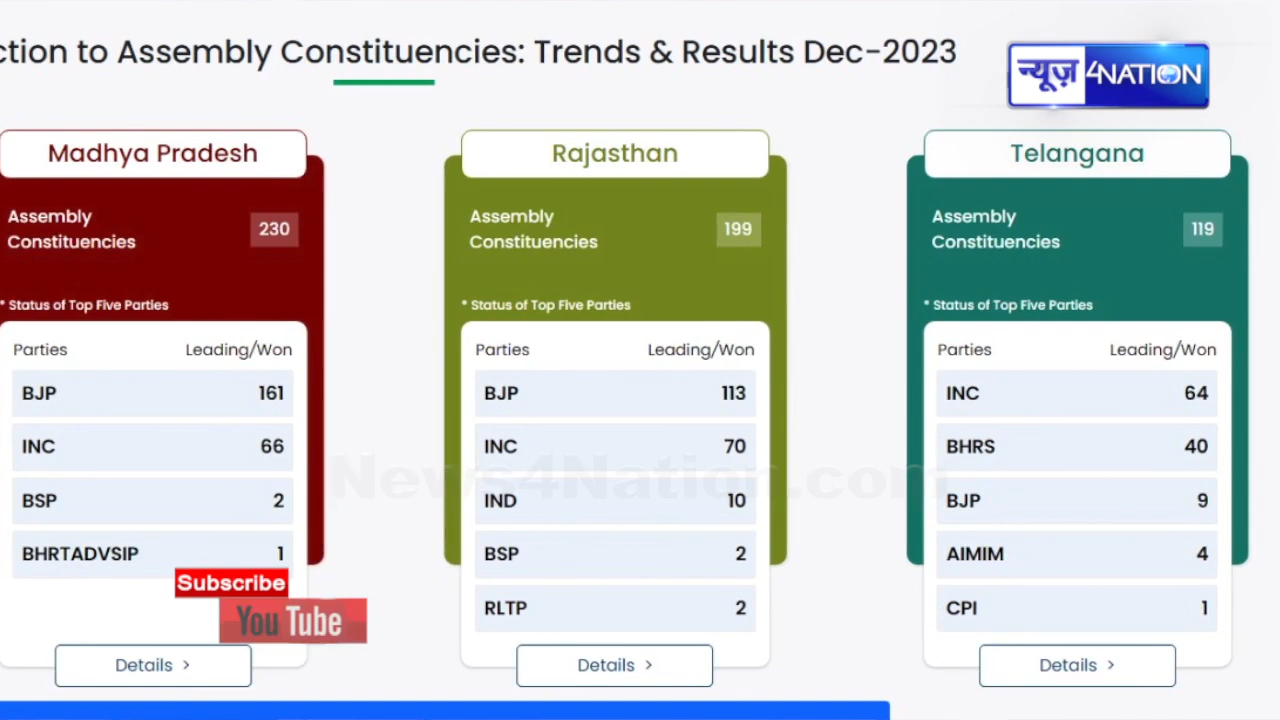 ction to Assembly Constituencies: Trends & Results Dec-2023
न्यूज़ 4NATION
Madhya Pradesh
Assembly
Constituencies
230
* Status of Top Five Parties
Parties Leading/Won
BJP 161
INC 66
BSP 2
BHRTADVSIP 1
Subscribe
YouTube
Details >
Rajasthan
Assembly
Constituencies
199
* Status of Top Five Parties
Parties Leading/Won
BJP 113
INC 70
IND 10
BSP 2
RLTP 2
Details >
Telangana
Assembly
Constituencies
119
* Status of Top Five Parties
Parties Leading/Won
INC 64
BHRS 40
BJP 9
AIMIM 4
CPI 1
Details >
News4Nation.com